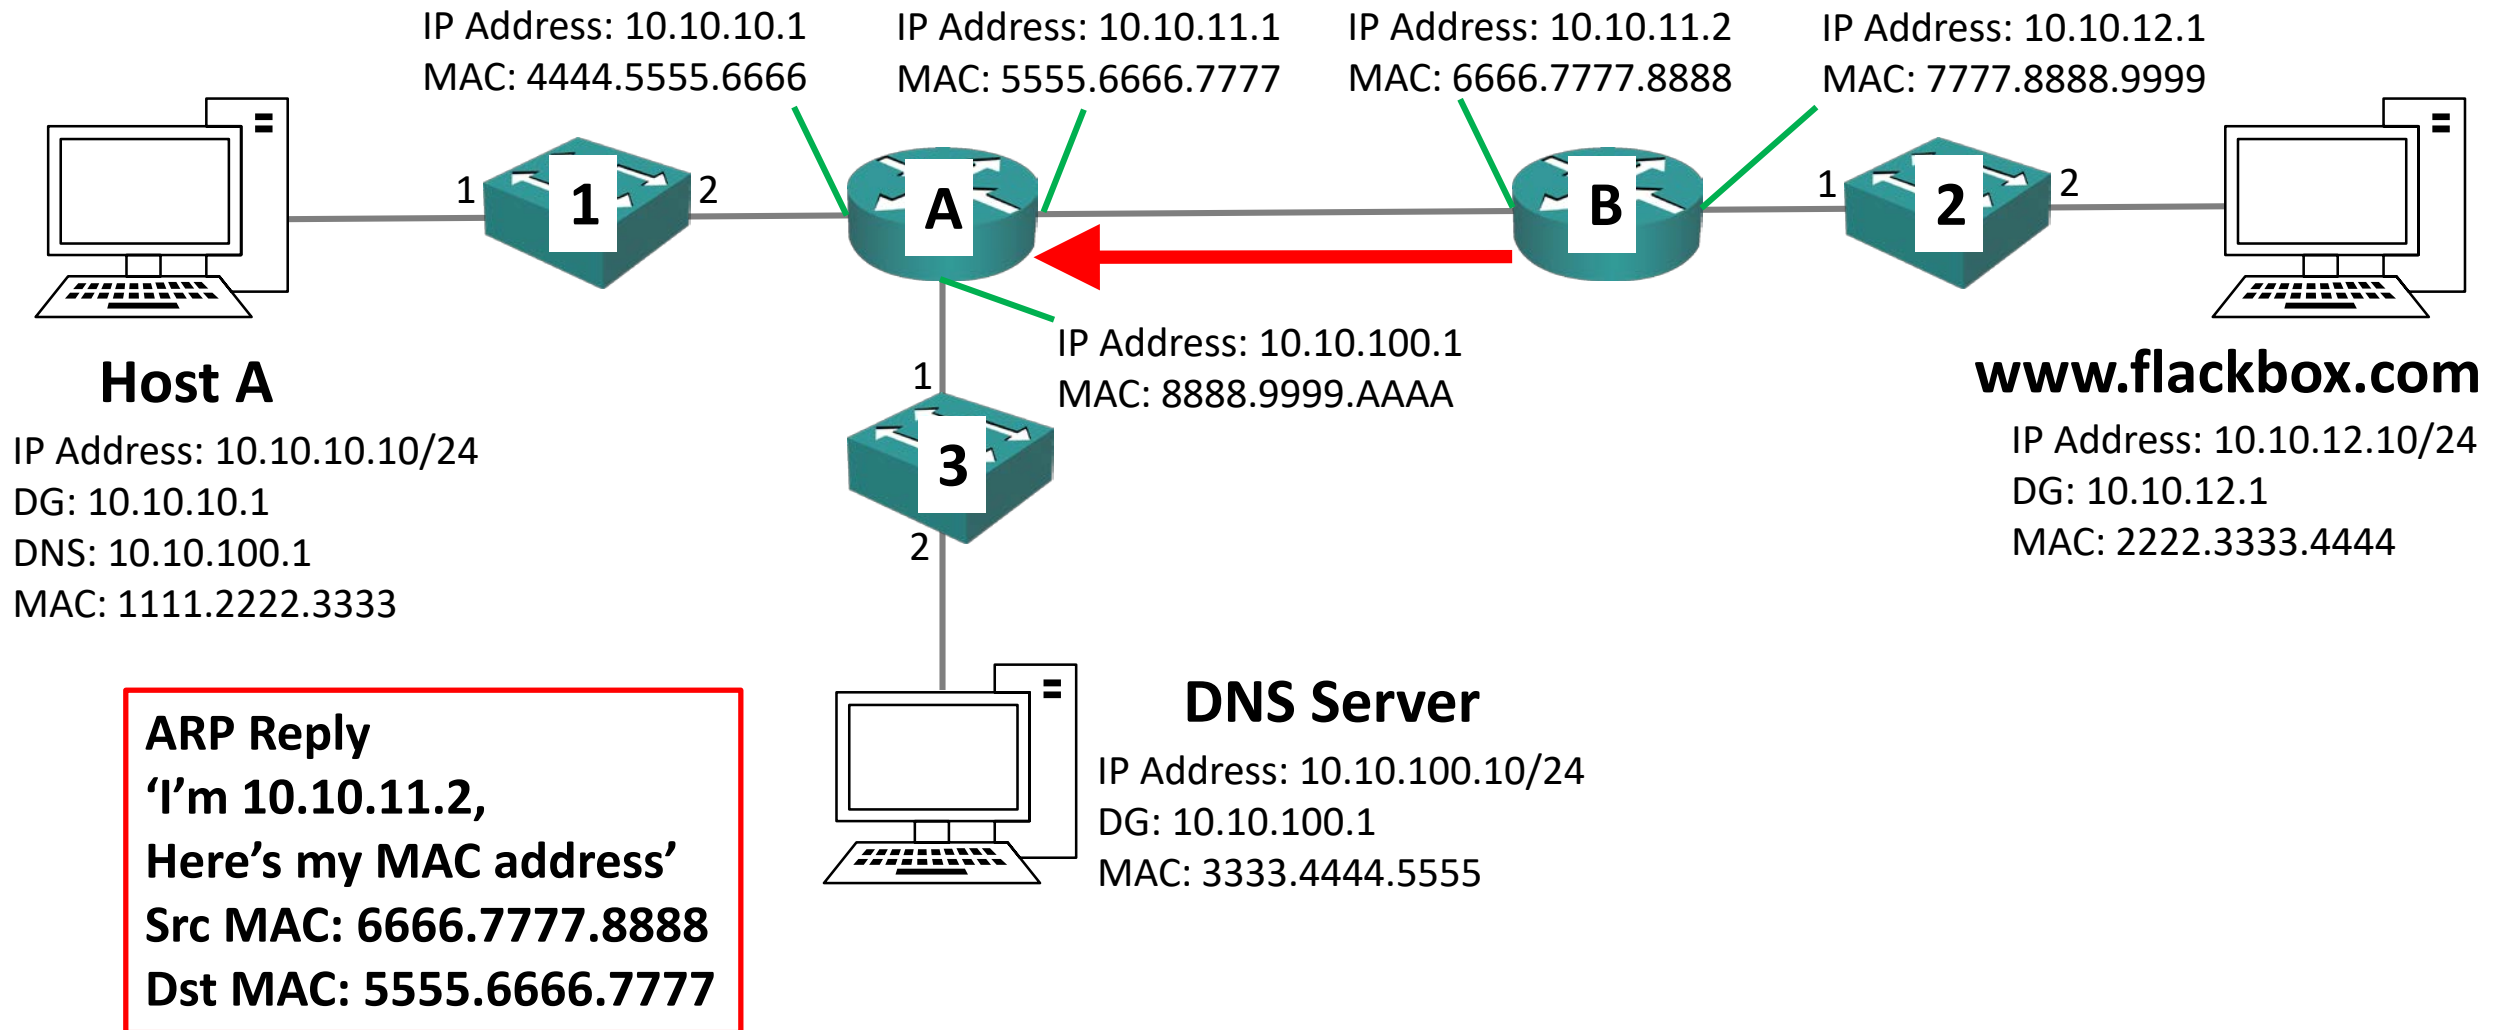 IP Address: 10.10.10.1
MAC: 4444.5555.6666
IP Address: 10.10.11.1
MAC: 5555.6666.7777
IP Address: 10.10.11.2
MAC: 6666.7777.8888
IP Address: 10.10.12.1
MAC: 7777.8888.9999
1
1
2
A
B
1
2
2
IP Address: 10.10.100.1
MAC: 8888.9999.AAAA
1
3
2
Host A
IP Address: 10.10.10.10/24
DG: 10.10.10.1
DNS: 10.10.100.1
MAC: 1111.2222.3333
www.flackbox.com
IP Address: 10.10.12.10/24
DG: 10.10.12.1
MAC: 2222.3333.4444
ARP Reply
‘I’m 10.10.11.2,
Here’s my MAC address’
Src MAC: 6666.7777.8888
Dst MAC: 5555.6666.7777
DNS Server
IP Address: 10.10.100.10/24
DG: 10.10.100.1
MAC: 3333.4444.5555